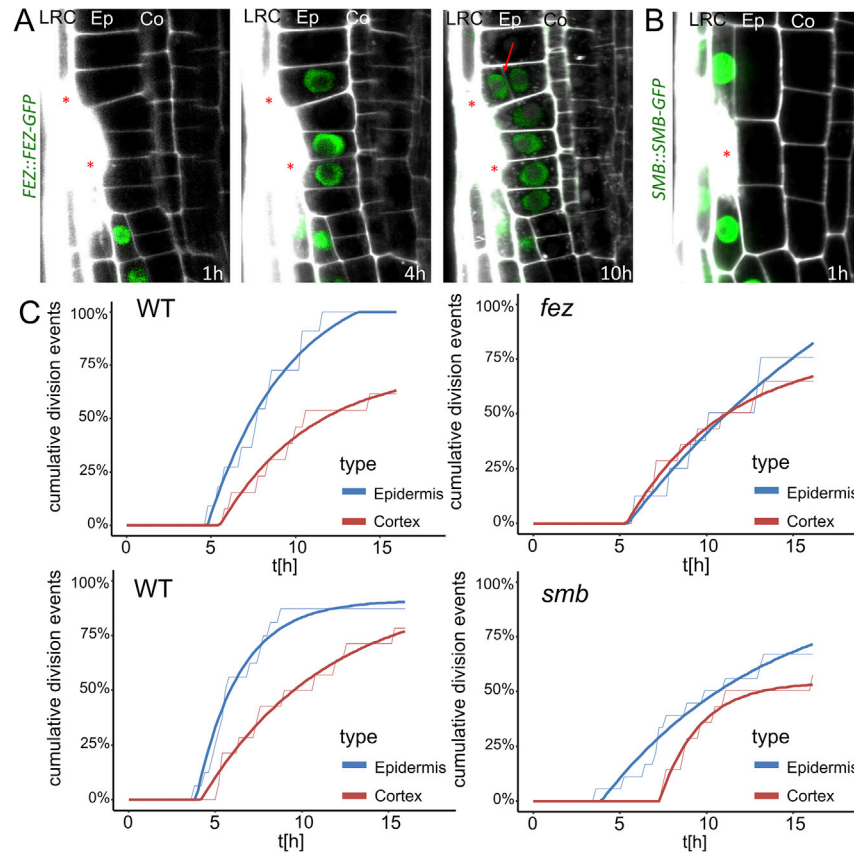 A
LRC Ep Co
FEZ::FEZ-GFP
*
*
1h
*
*
4h
Ep Co
*
*
10h
B
LRC Ep Co
SMB::SMB-GFP
*
1h
C
WT
cumulative division events
100%
75%
50%
25%
0%
0 5 10 15
t[h]
type
Epidermis
Cortex
fez
cumulative division events
100%
75%
50%
25%
0%
0 5 10 15
t[h]
type
Epidermis
Cortex
WT
cumulative division events
100%
75%
50%
25%
0%
0 5 10 15
t[h]
type
Epidermis
Cortex
smb
cumulative division events
100%
75%
50%
25%
0%
0 5 10 15
t[h]
type
Epidermis
Cortex